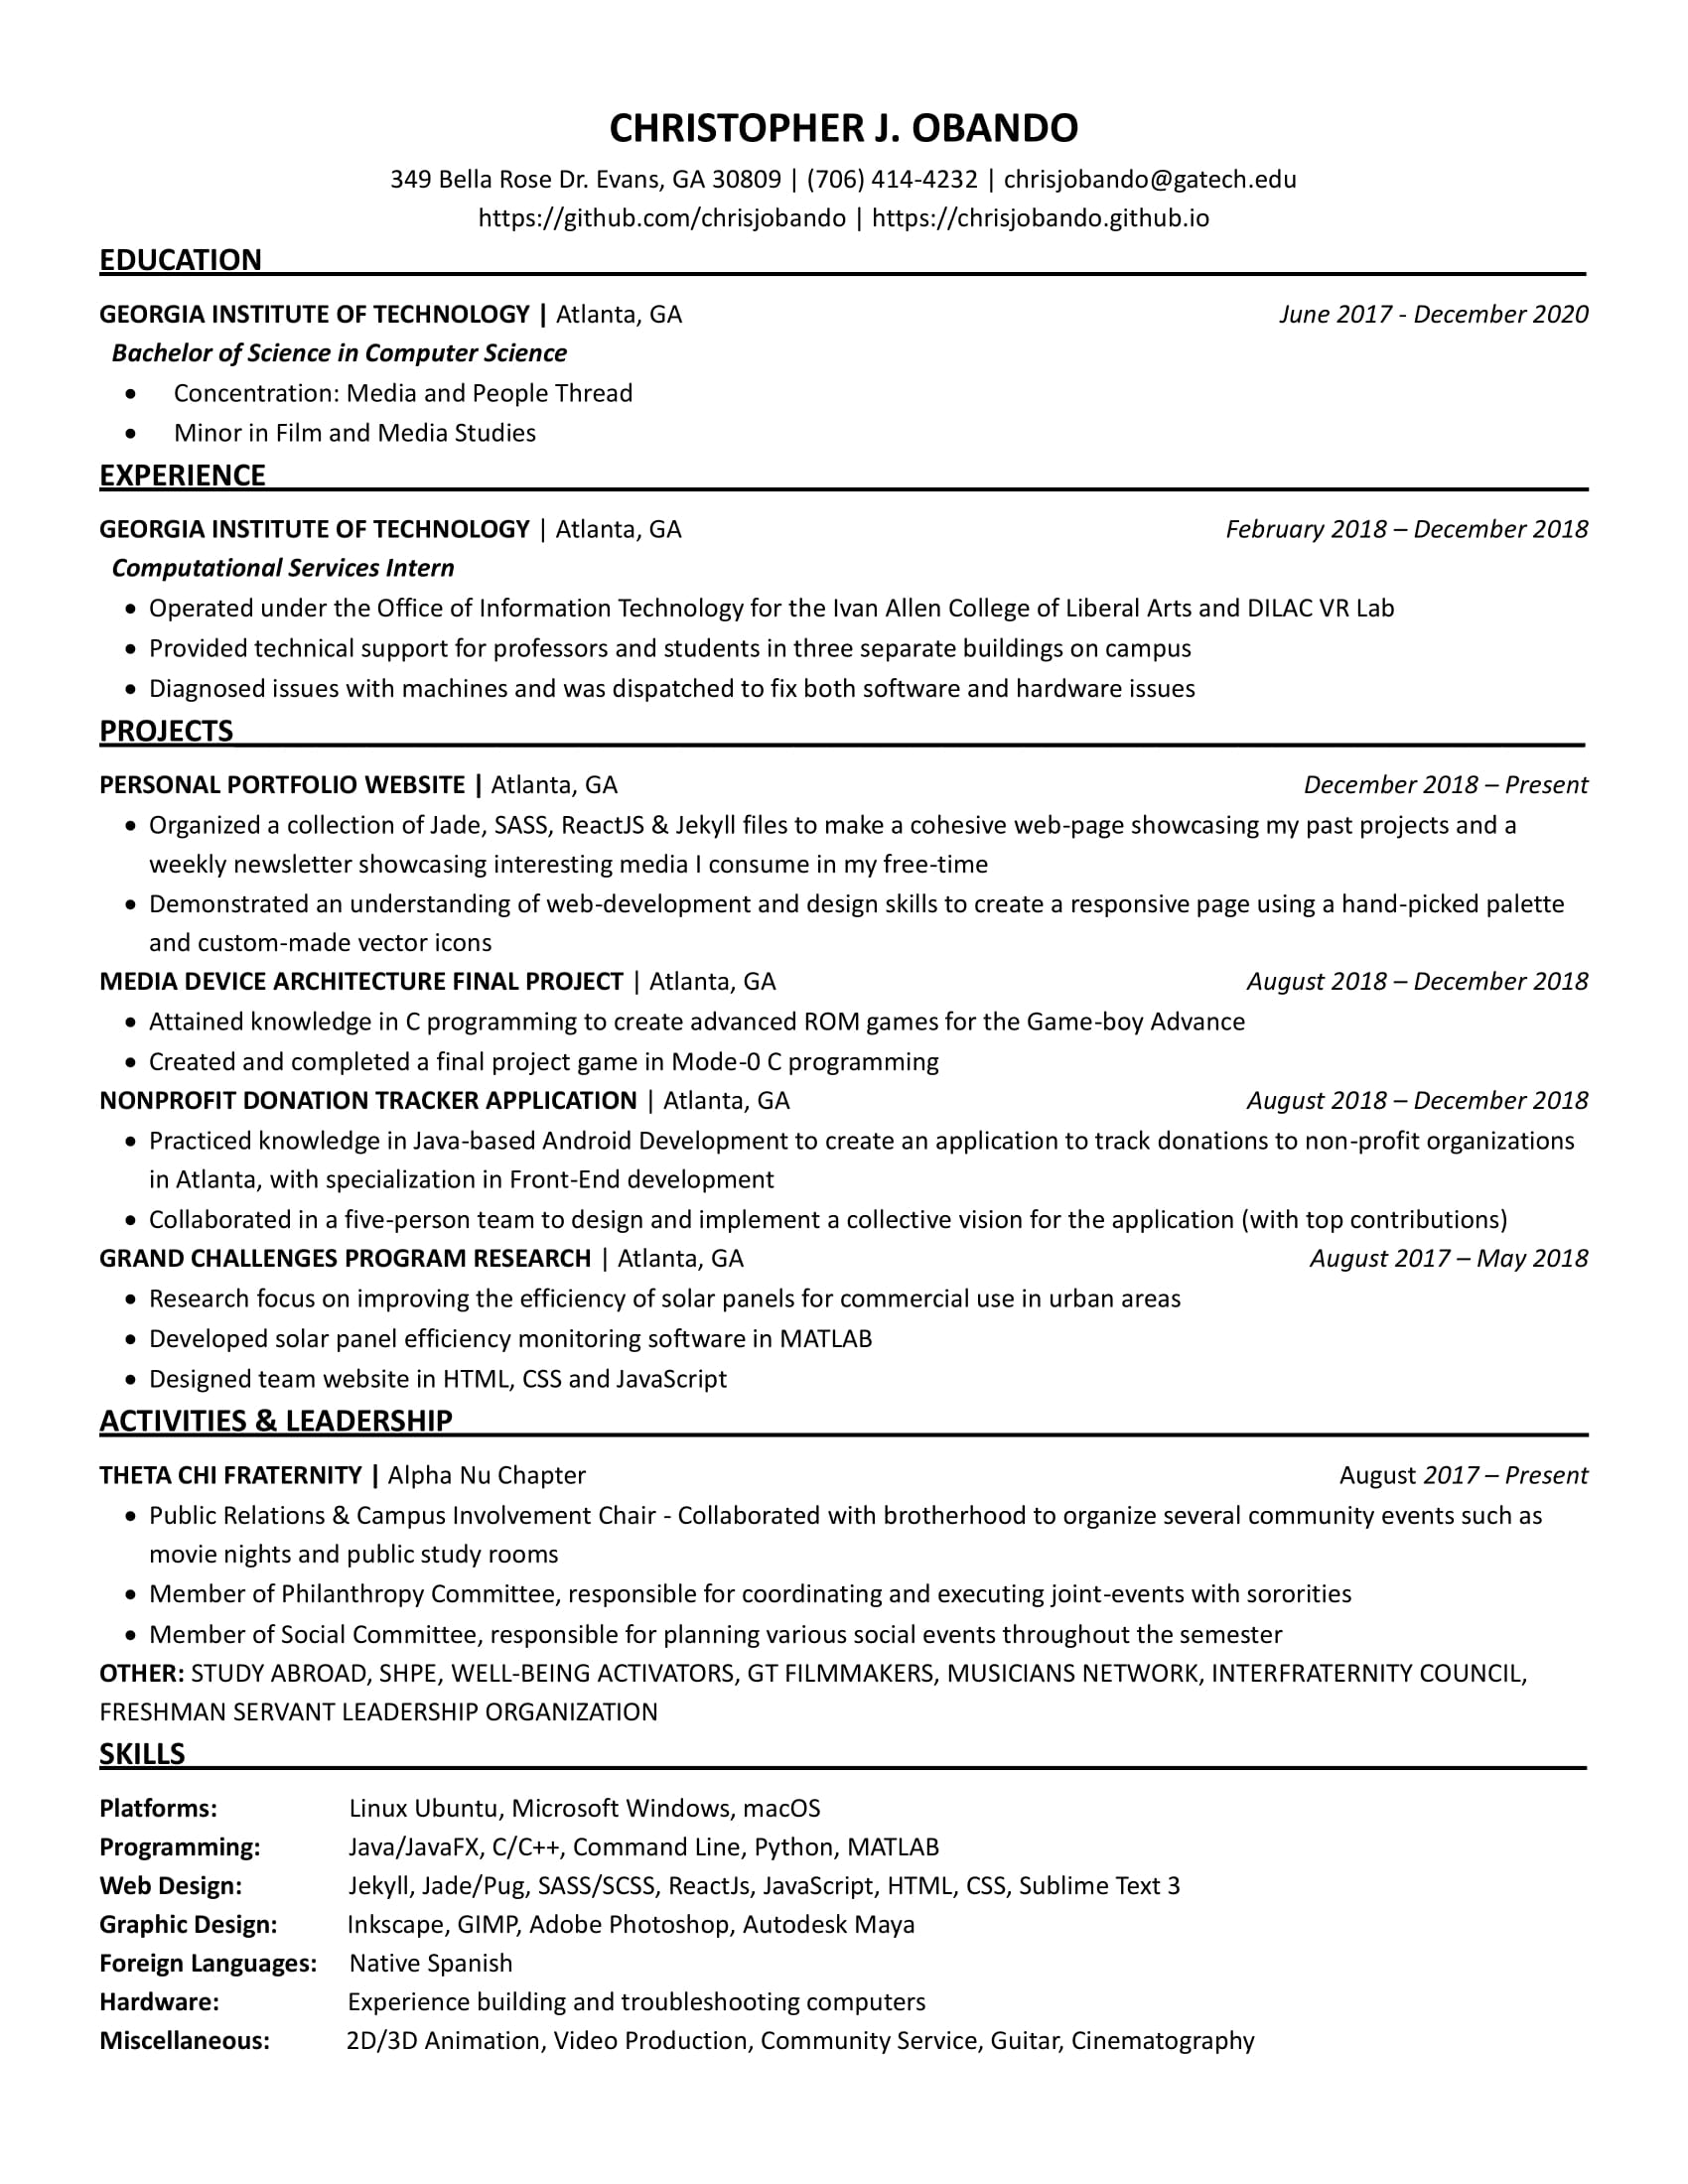 CHRISTOPHER J. OBANDO
349 Bella Rose Dr. Evans, GA 30809 | (706) 414-4232 | chrisjobando@gatech.edu
https://github.com/chrisjobando | https://chrisjobando.github.io
EDUCATION
GEORGIA INSTITUTE OF TECHNOLOGY | Atlanta, GA June 2017 - December 2020
Bachelor of Science in Computer Science
• Concentration: Media and People Thread
• Minor in Film and Media Studies
EXPERIENCE
GEORGIA INSTITUTE OF TECHNOLOGY | Atlanta, GA February 2018 – December 2018
Computational Services Intern
• Operated under the Office of Information Technology for the Ivan Allen College of Liberal Arts and DILAC VR Lab
• Provided technical support for professors and students in three separate buildings on campus
• Diagnosed issues with machines and was dispatched to fix both software and hardware issues
PROJECTS
PERSONAL PORTFOLIO WEBSITE | Atlanta, GA December 2018 – Present
• Organized a collection of Jade, SASS, ReactJS & Jekyll files to make a cohesive web-page showcasing my past projects and a
weekly newsletter showcasing interesting media I consume in my free-time
• Demonstrated an understanding of web-development and design skills to create a responsive page using a hand-picked palette
and custom-made vector icons
MEDIA DEVICE ARCHITECTURE FINAL PROJECT | Atlanta, GA August 2018 – December 2018
• Attained knowledge in C programming to create advanced ROM games for the Game-boy Advance
• Created and completed a final project game in Mode-0 C programming
NONPROFIT DONATION TRACKER APPLICATION | Atlanta, GA August 2018 – December 2018
• Practiced knowledge in Java-based Android Development to create an application to track donations to non-profit organizations
in Atlanta, with specialization in Front-End development
• Collaborated in a five-person team to design and implement a collective vision for the application (with top contributions)
GRAND CHALLENGES PROGRAM RESEARCH | Atlanta, GA August 2017 – May 2018
• Research focus on improving the efficiency of solar panels for commercial use in urban areas
• Developed solar panel efficiency monitoring software in MATLAB
• Designed team website in HTML, CSS and JavaScript
ACTIVITIES & LEADERSHIP
THETA CHI FRATERNITY | Alpha Nu Chapter August 2017 – Present
• Public Relations & Campus Involvement Chair - Collaborated with brotherhood to organize several community events such as
movie nights and public study rooms
• Member of Philanthropy Committee, responsible for coordinating and executing joint-events with sororities
• Member of Social Committee, responsible for planning various social events throughout the semester
OTHER: STUDY ABROAD, SHPE, WELL-BEING ACTIVATORS, GT FILMMAKERS, MUSICIANS NETWORK, INTERFRATERNITY COUNCIL,
FRESHMAN SERVANT LEADERSHIP ORGANIZATION
SKILLS
Platforms: Linux Ubuntu, Microsoft Windows, macOS
Programming: Java/JavaFX, C/C++, Command Line, Python, MATLAB
Web Design: Jekyll, Jade/Pug, SASS/SCSS, ReactJs, JavaScript, HTML, CSS, Sublime Text 3
Graphic Design: Inkscape, GIMP, Adobe Photoshop, Autodesk Maya
Foreign Languages: Native Spanish
Hardware: Experience building and troubleshooting computers
Miscellaneous: 2D/3D Animation, Video Production, Community Service, Guitar, Cinematography